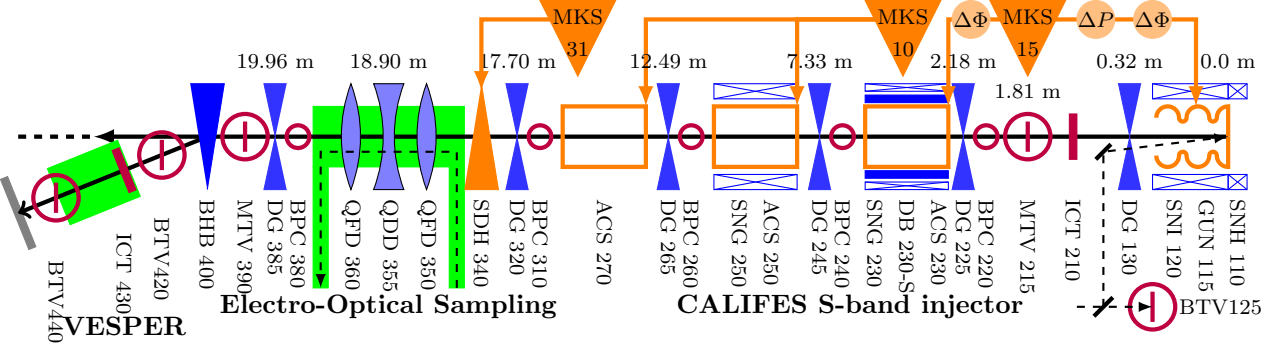 MKS
31
MKS
10
ΔΦ
MKS
15
ΔP
ΔΦ
19.96 m
18.90 m
17.70 m
12.49 m
7.33 m
2.18 m
1.81 m
0.32 m
0.0 m
BTV440
ICT 430
BTV420
BHB 400
MTV 390
DG 385
BPC 380
QFD 360
QDD 355
QFD 350
SDH 340
DG 320
BPC 310
ACS 270
DG 265
BPC 260
SNG 250
ACS 250
DG 245
BPC 240
SNG 230
DB 230-S
ACS 230
DG 225
BPC 220
MTV 215
ICT 210
DG 130
SNI 120
GUN 115
SNH 110
VESPER
Electro-Optical Sampling
CALIFES S-band injector
BTV125